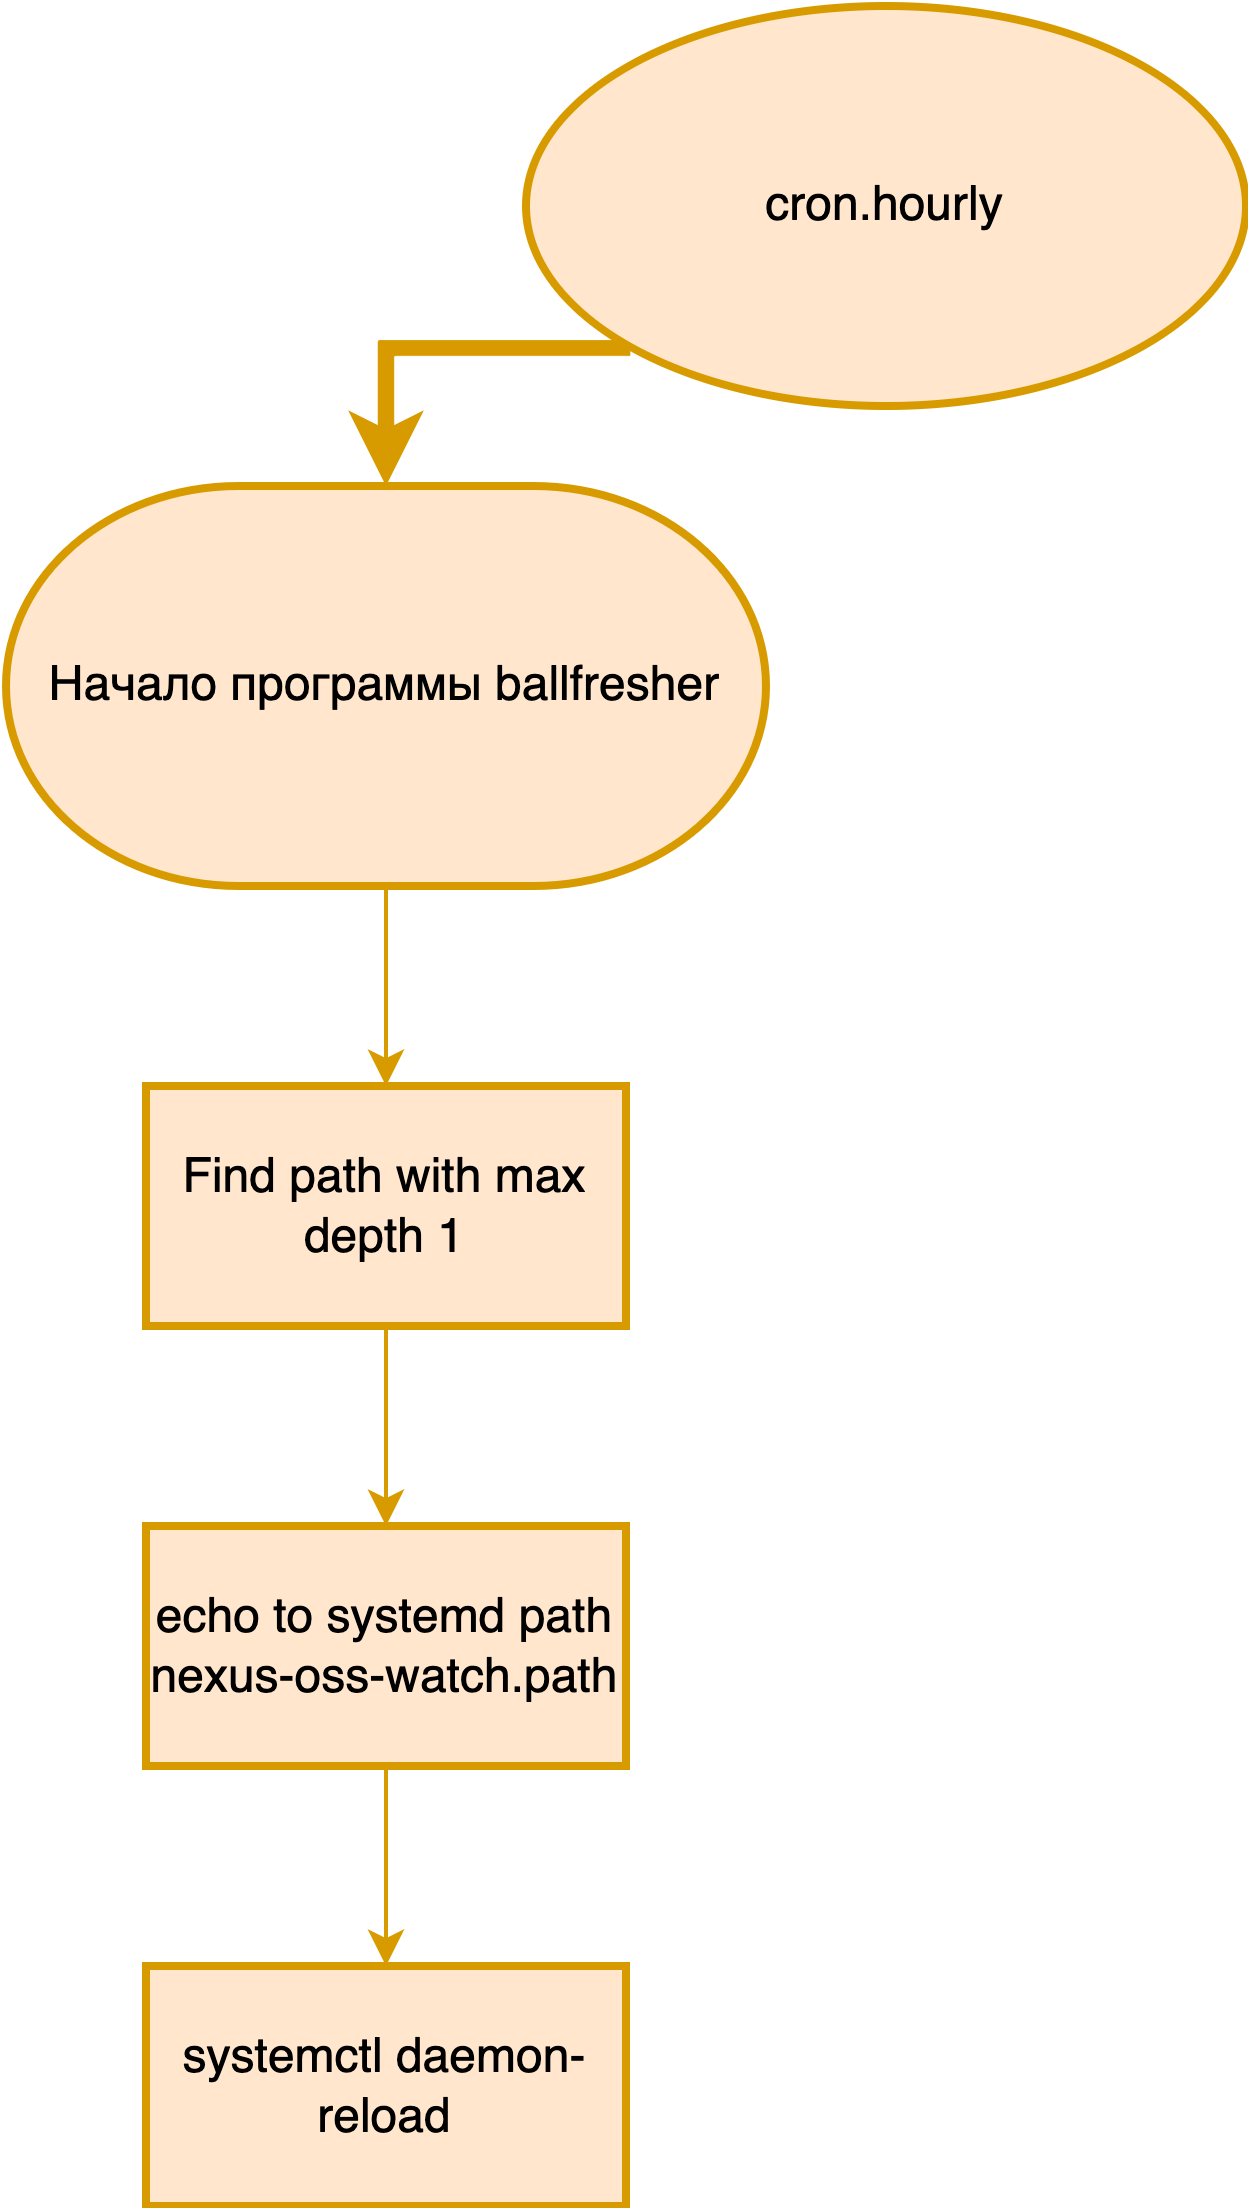 cron.hourly
Начало программы ballfresher
Find path with max
depth 1
echo to systemd path
nexus-oss-watch.path
systemctl daemon-
reload